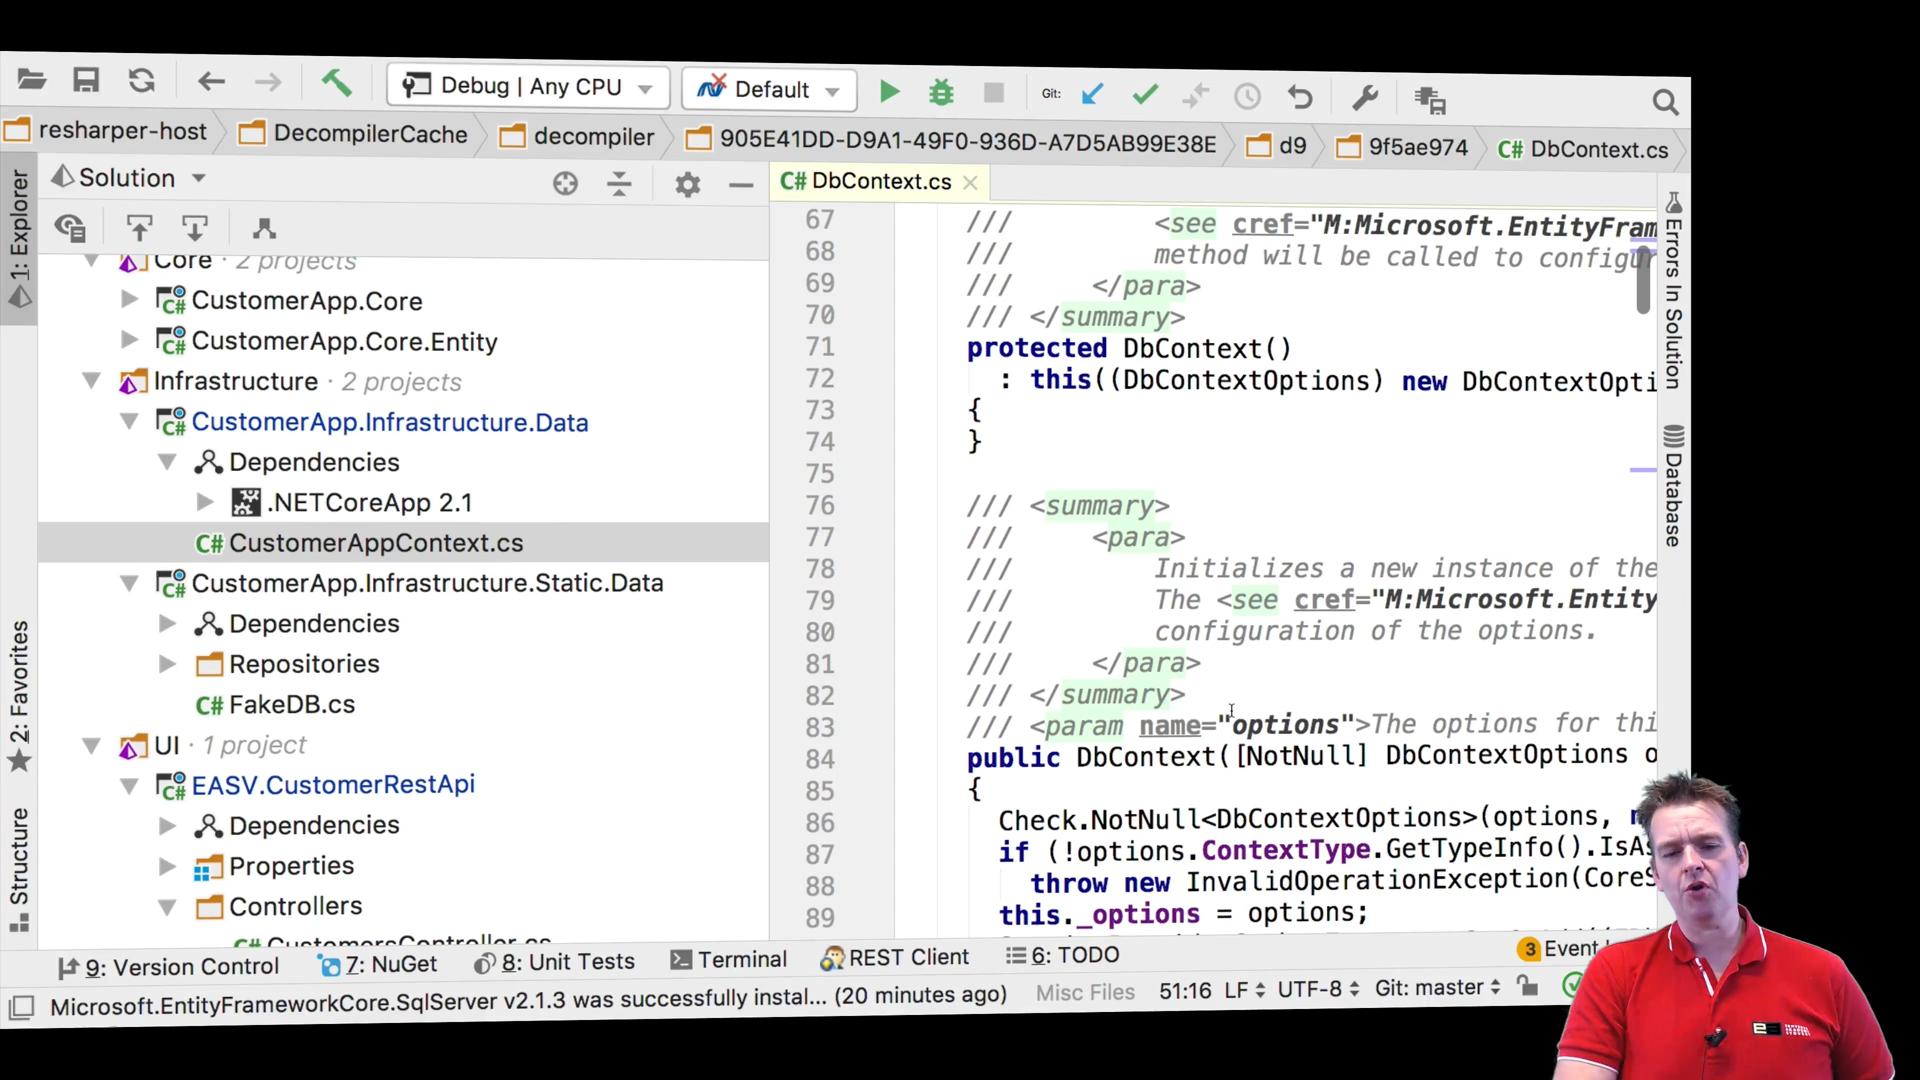 Debug | Any CPU
Default
Git:
resharper-host
DecompilerCache
decompiler
905E41DD-D9A1-49F0-936D-A7D5AB99E38E
d9
9f5ae974
C# DbContext.cs
1: Explorer
2: Favorites
Structure
Solution
Core · 2 projects
C# CustomerApp.Core
C# CustomerApp.Core.Entity
Infrastructure · 2 projects
C# CustomerApp.Infrastructure.Data
Dependencies
.NETCoreApp 2.1
C# CustomerAppContext.cs
C# CustomerApp.Infrastructure.Static.Data
Dependencies
Repositories
C# FakeDB.cs
UI · 1 project
C# EASV.CustomerRestApi
Dependencies
Properties
Controllers
C# CustomersController.cs
C# DbContext.cs
67 /// <see cref="M:Microsoft.EntityFram
68 /// method will be called to configur
69 /// </para>
70 /// </summary>
71 protected DbContext()
72 : this((DbContextOptions) new DbContextOpti
73 {
74 }
75
76 /// <summary>
77 /// <para>
78 /// Initializes a new instance of the
79 /// The <see cref="M:Microsoft.Entity
80 /// configuration of the options.
81 /// </para>
82 /// </summary>
83 /// <param name="options">The options for thi
84 public DbContext([NotNull] DbContextOptions o
85 {
86 Check.NotNull<DbContextOptions>(options, n
87 if (!options.ContextType.GetTypeInfo().IsAs
88 throw new InvalidOperationException(CoreS
89 this._options = options;
Errors In Solution
Database
9: Version Control
7: NuGet
8: Unit Tests
Terminal
REST Client
6: TODO
3 Event
Microsoft.EntityFrameworkCore.SqlServer v2.1.3 was successfully instal... (20 minutes ago)
Misc Files
51:16
LF
UTF-8
Git: master